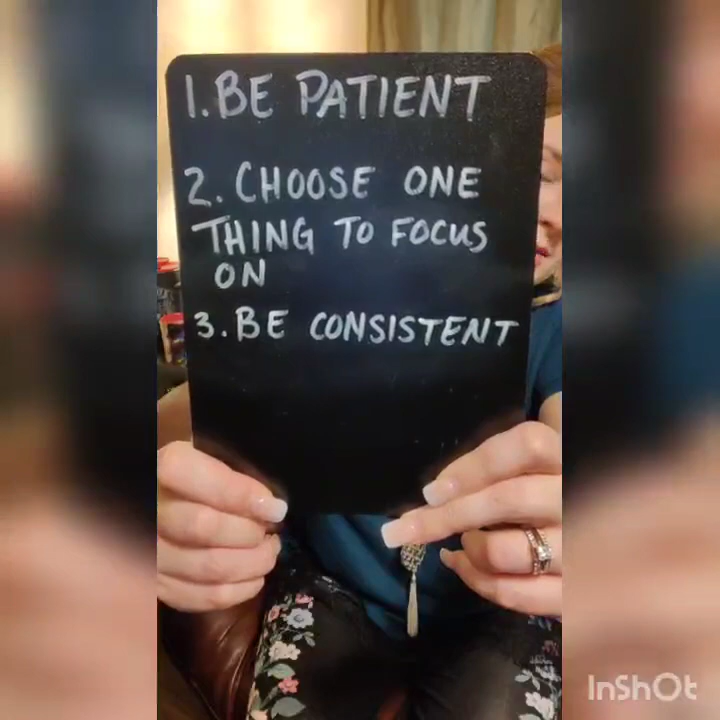 1. BE PATIENT
2. CHOOSE ONE
THING TO FOCUS
ON
3. BE CONSISTENT
InShOt